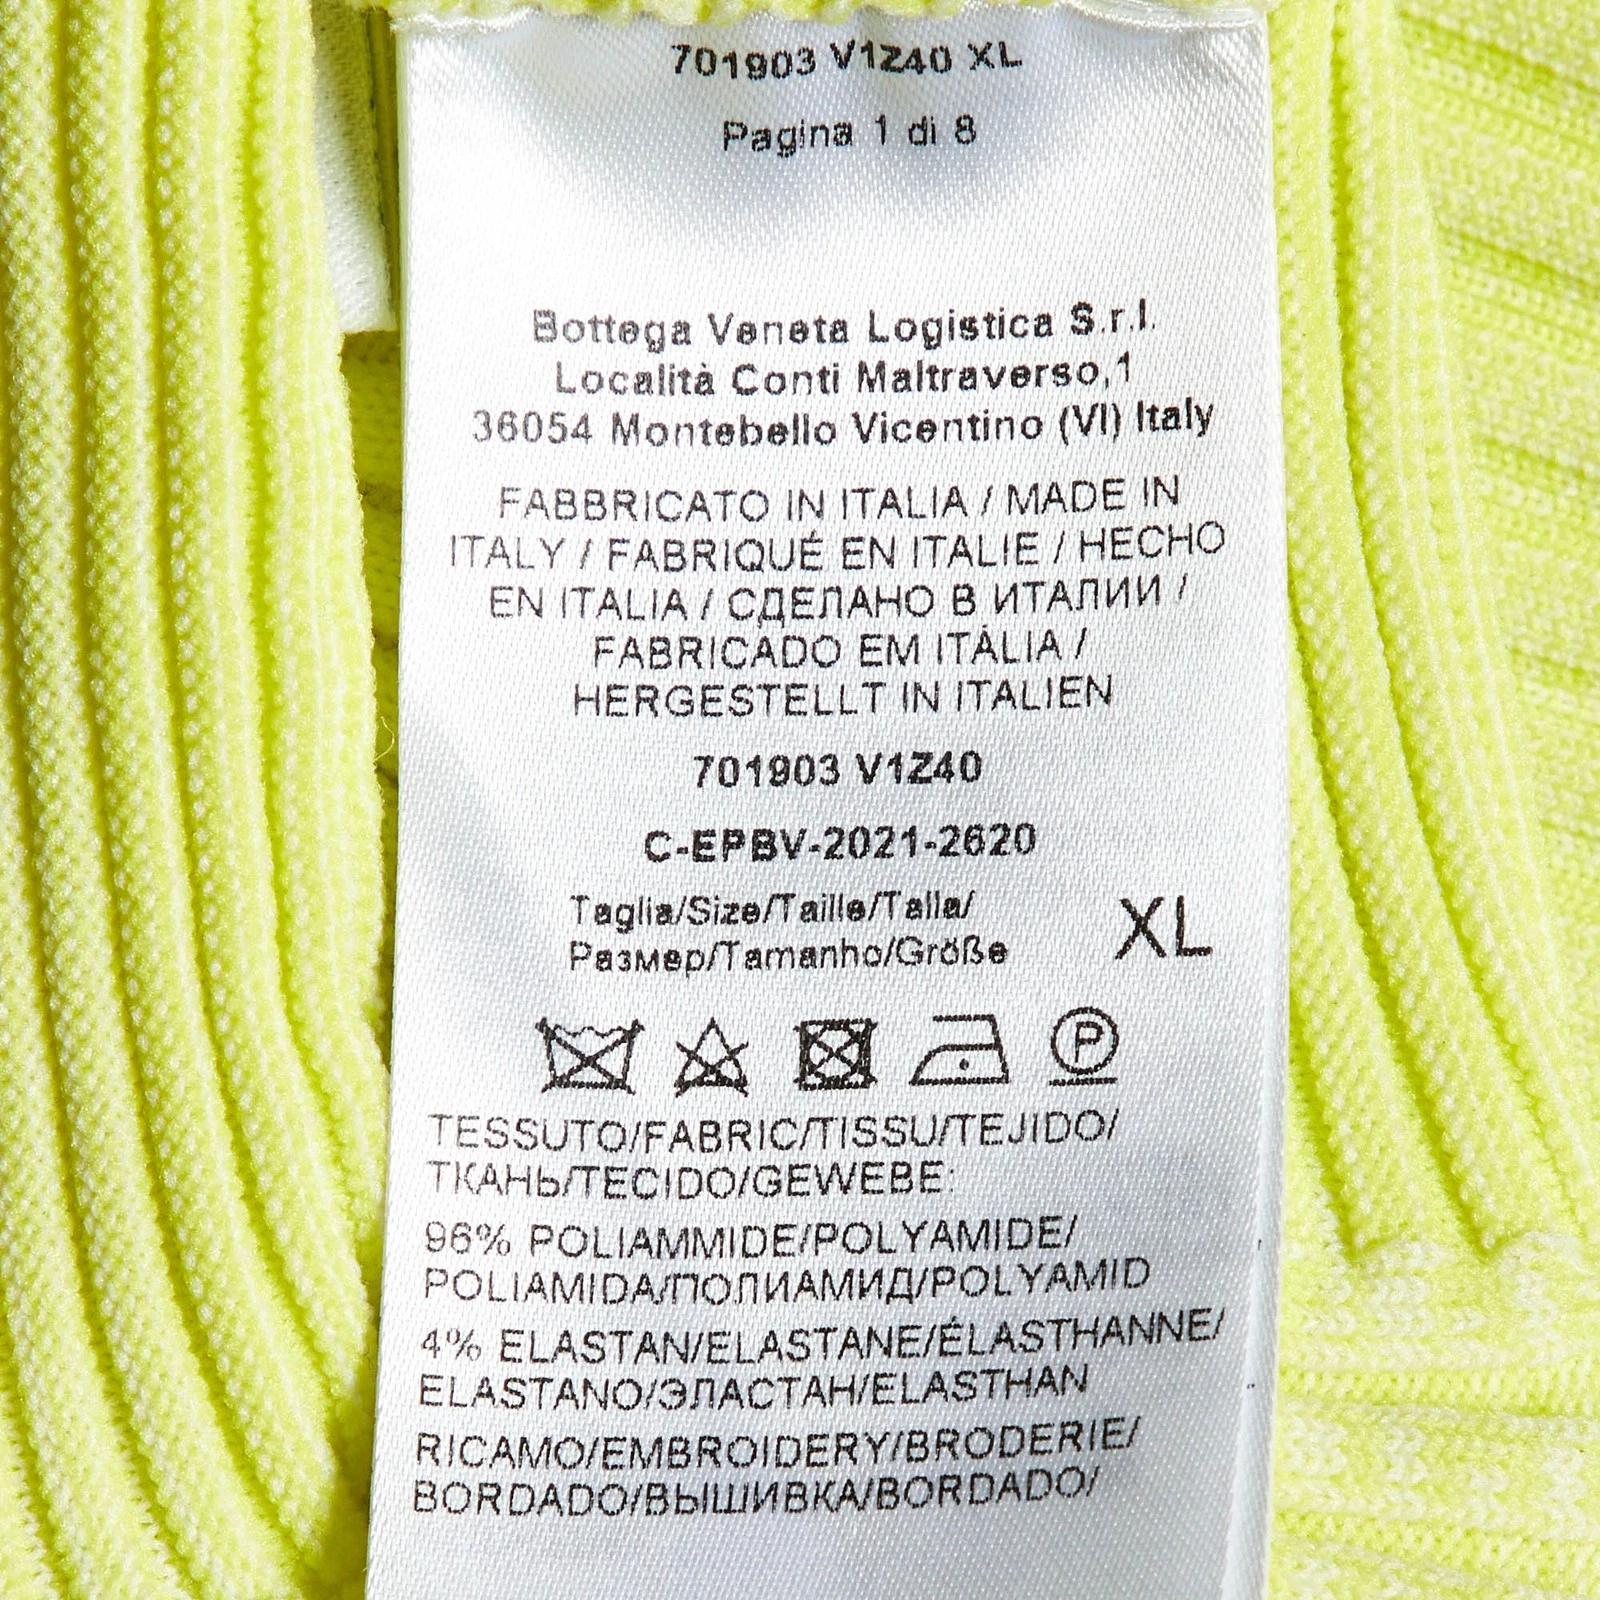 701903 V1Z40 XL
Pagina 1 di 8
Bottega Veneta Logistica S.r.l.
Località Conti Maltraverso,1
36054 Montebello Vicentino (VI) Italy
FABBRICATO IN ITALIA / MADE IN
ITALY / FABRIQUÉ EN ITALIE / HECHO
EN ITALIA / СДЕЛАНО В ИТАЛИИ /
FABRICADO EM ITÁLIA /
HERGESTELLT IN ITALIEN
701903 V1Z40
C-EPBV-2021-2620
Taglia/Size/Taille/Talla/
Размер/Tamanho/Größe XL
P
TESSUTO/FABRIC/TISSU/TEJIDO/
ТКАНЬ/TECIDO/GEWEBE:
96% POLIAMMIDE/POLYAMIDE/
POLIAMIDA/ПОЛИАМИД/POLYAMID
4% ELASTAN/ELASTANE/ÉLASTHANNE/
ELASTANO/ЭЛАСТАН/ELASTHAN
RICAMO/EMBROIDERY/BRODERIE/
BORDADO/ВЫШИВКА/BORDADO/